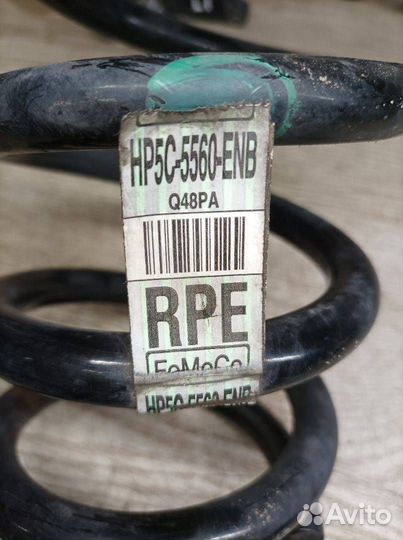 HP5C-5560-ENB
Q48PA
RPE
FoMoCo
HP5C-5560-ENB
Avito